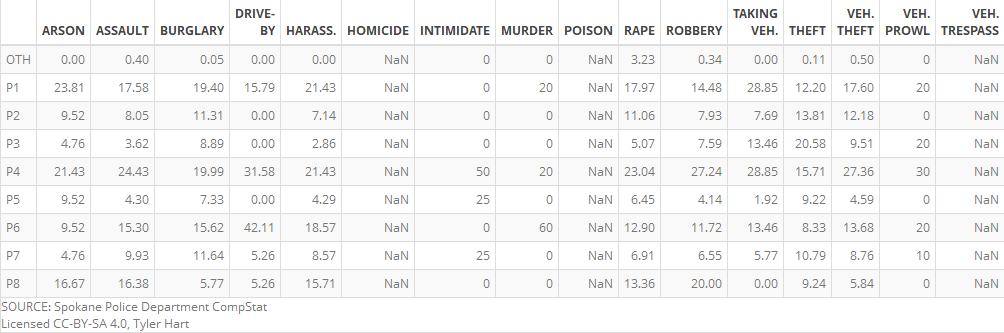 ARSON ASSAULT BURGLARY DRIVE-BY HARASS. HOMICIDE INTIMIDATE MURDER POISON RAPE ROBBERY TAKING VEH. THEFT VEH. THEFT VEH. PROWL VEH. TRESPASS
OTH 0.00 0.40 0.05 0.00 0.00 NaN 0 0 NaN 3.23 0.34 0.00 0.11 0.50 0 NaN
P1 23.81 17.58 19.40 15.79 21.43 NaN 0 20 NaN 17.97 14.48 28.85 12.20 17.60 20 NaN
P2 9.52 8.05 11.31 0.00 7.14 NaN 0 0 NaN 11.06 7.93 7.69 13.81 12.18 0 NaN
P3 4.76 3.62 8.89 0.00 2.86 NaN 0 0 NaN 5.07 7.59 13.46 20.58 9.51 20 NaN
P4 21.43 24.43 19.99 31.58 21.43 NaN 50 20 NaN 23.04 27.24 28.85 15.71 27.36 30 NaN
P5 9.52 4.30 7.33 0.00 4.29 NaN 25 0 NaN 6.45 4.14 1.92 9.22 4.59 0 NaN
P6 9.52 15.30 15.62 42.11 18.57 NaN 0 60 NaN 12.90 11.72 13.46 8.33 13.68 20 NaN
P7 4.76 9.93 11.64 5.26 8.57 NaN 25 0 NaN 6.91 6.55 5.77 10.79 8.76 10 NaN
P8 16.67 16.38 5.77 5.26 15.71 NaN 0 0 NaN 13.36 20.00 0.00 9.24 5.84 0 NaN
SOURCE: Spokane Police Department CompStat
Licensed CC-BY-SA 4.0, Tyler Hart